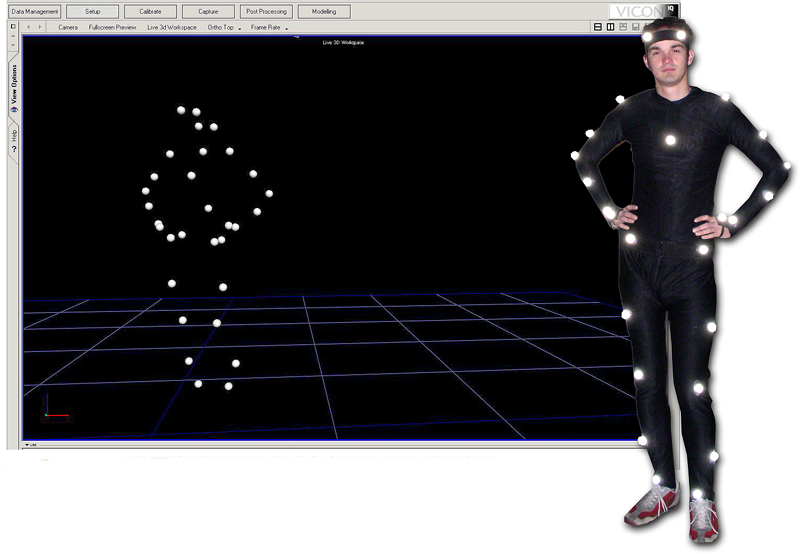 Data Management Setup Calibrate Capture Post Processing Modelling
VICON IQ
Camera Fullscreen Preview Live 3d Workspace Ortho Top Frame Rate
Live 3D Workspace
View Options
Help